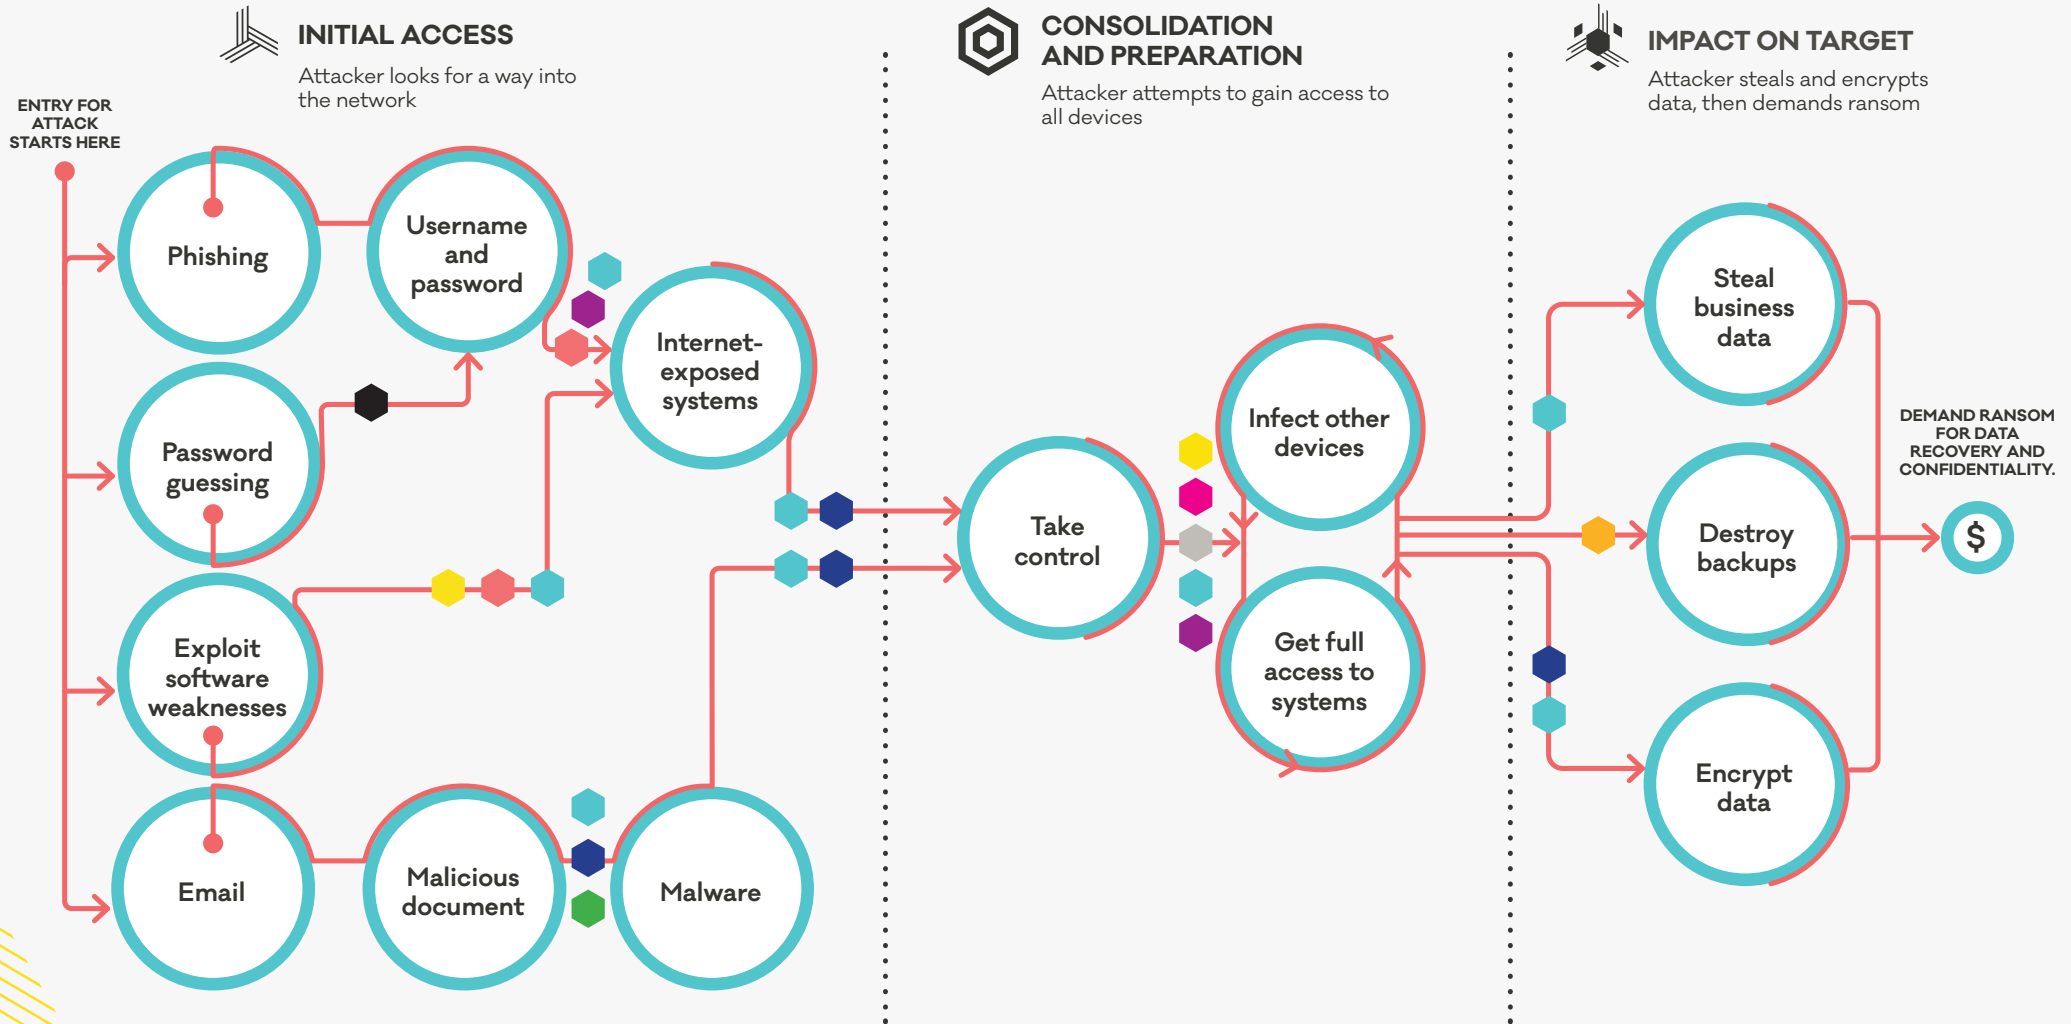 INITIAL ACCESS
Attacker looks for a way into
the network
ENTRY FOR
ATTACK
STARTS HERE
Phishing
Username
and
password
Internet-
exposed
systems
Password
guessing
Exploit
software
weaknesses
Email
Malicious
document
Malware
CONSOLIDATION
AND PREPARATION
Attacker attempts to gain access to
all devices
Take
control
Infect other
devices
Get full
access to
systems
IMPACT ON TARGET
Attacker steals and encrypts
data, then demands ransom
Steal
business
data
Destroy
backups
Encrypt
data
DEMAND RANSOM
FOR DATA
RECOVERY AND
CONFIDENTIALITY.
$